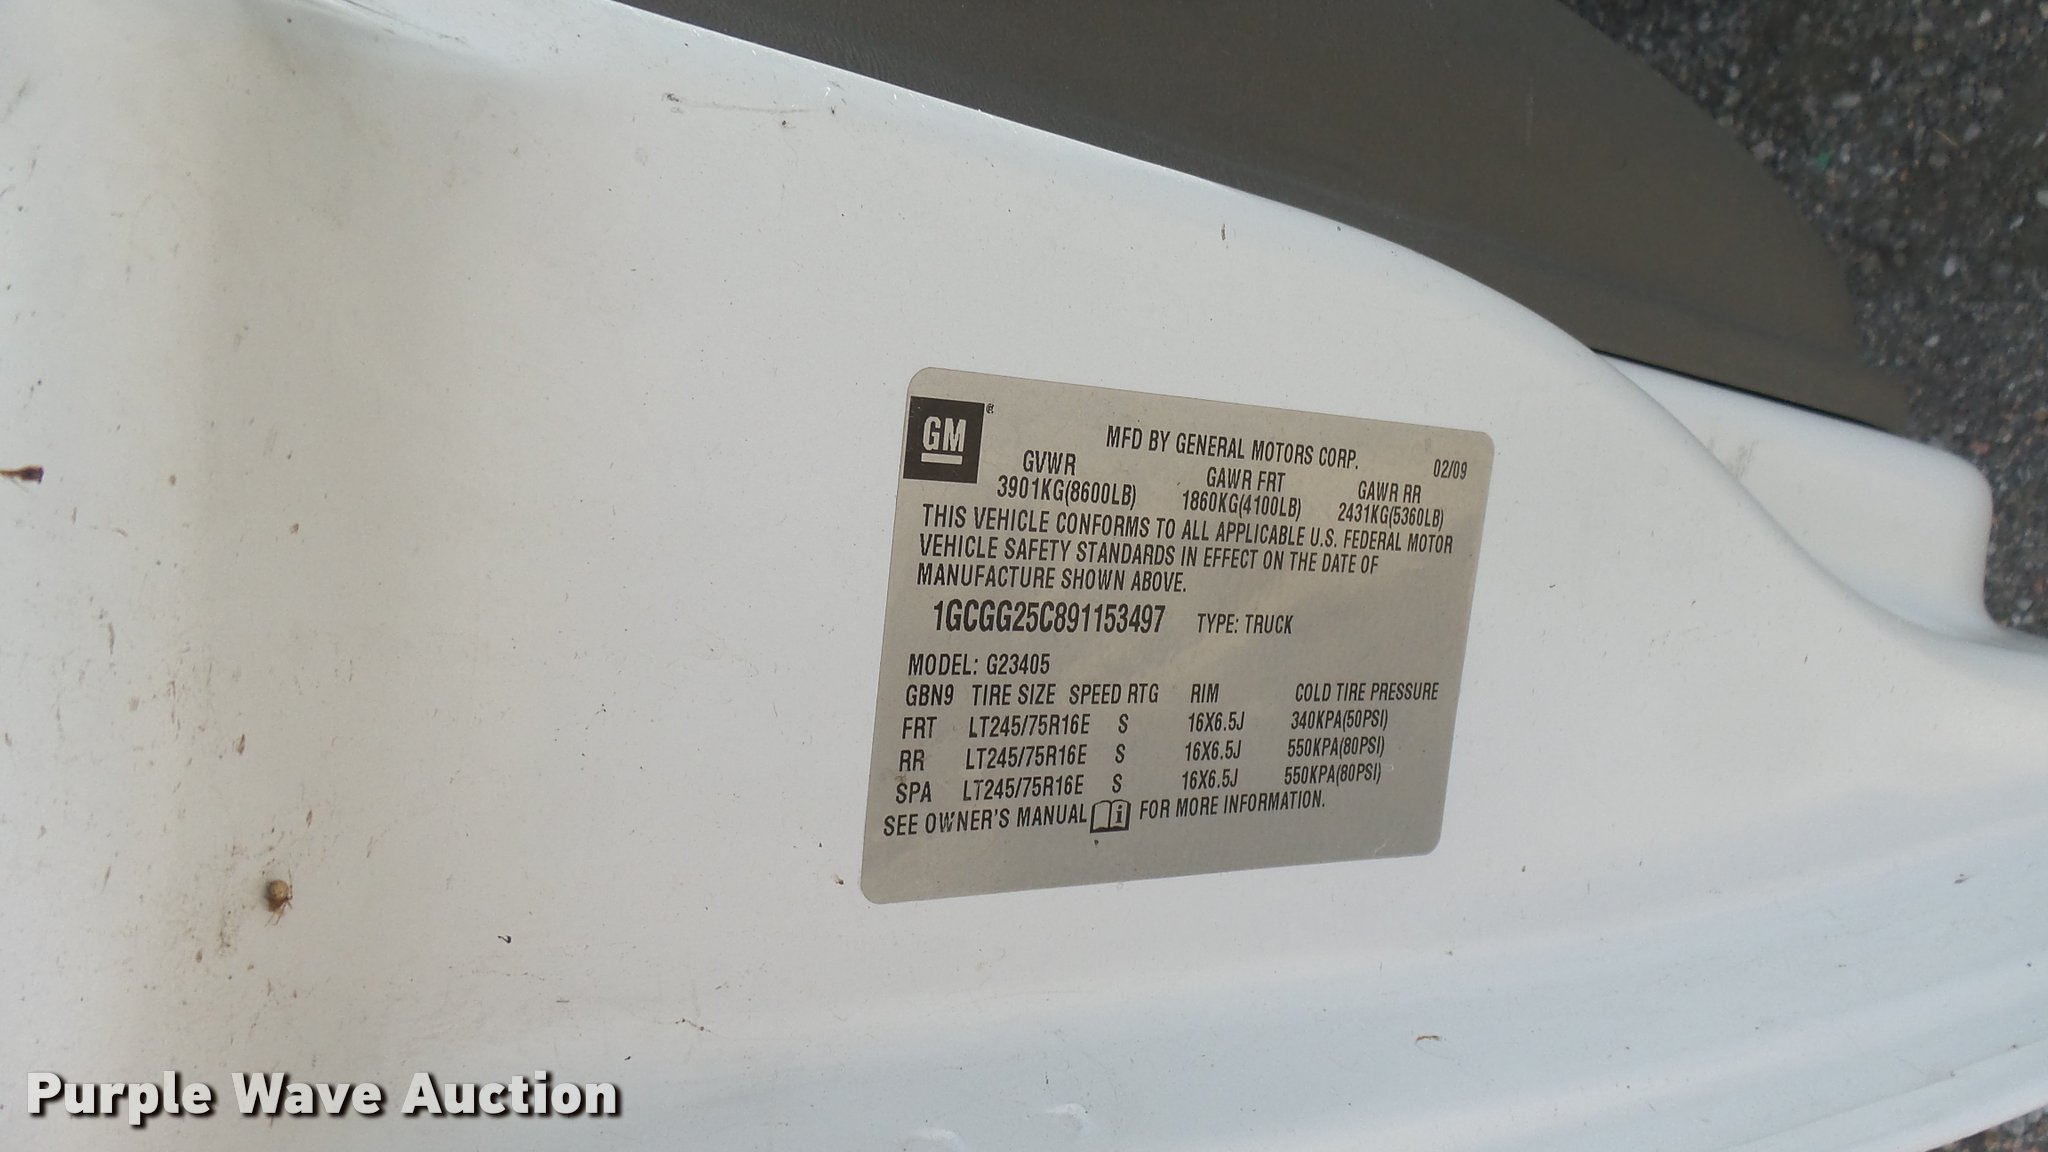 GM®
MFD BY GENERAL MOTORS CORP. 02/09
GVWR GAWR FRT GAWR RR
3901KG(8600LB) 1860KG(4100LB) 2431KG(5360LB)
THIS VEHICLE CONFORMS TO ALL APPLICABLE U.S. FEDERAL MOTOR
VEHICLE SAFETY STANDARDS IN EFFECT ON THE DATE OF
MANUFACTURE SHOWN ABOVE.
1GCGG25C891153497 TYPE: TRUCK
MODEL: G23405
GBN9 TIRE SIZE SPEED RTG RIM COLD TIRE PRESSURE
FRT LT245/75R16E S 16X6.5J 340KPA(50PSI)
RR LT245/75R16E S 16X6.5J 550KPA(80PSI)
SPA LT245/75R16E S 16X6.5J 550KPA(80PSI)
SEE OWNER'S MANUAL i FOR MORE INFORMATION.
Purple Wave Auction